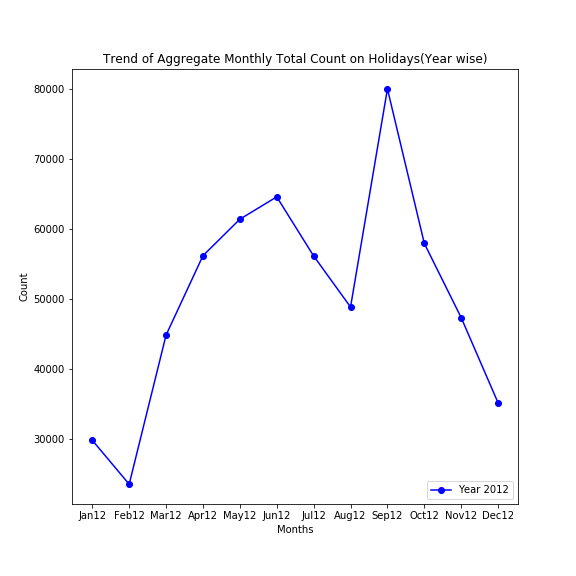 Trend of Aggregate Monthly Total Count on Holidays(Year wise)
80000
70000
60000
50000
40000
30000
Count
Jan12 Feb12 Mar12 Apr12 May12 Jun12 Jul12 Aug12 Sep12 Oct12 Nov12 Dec12
Months
Year 2012